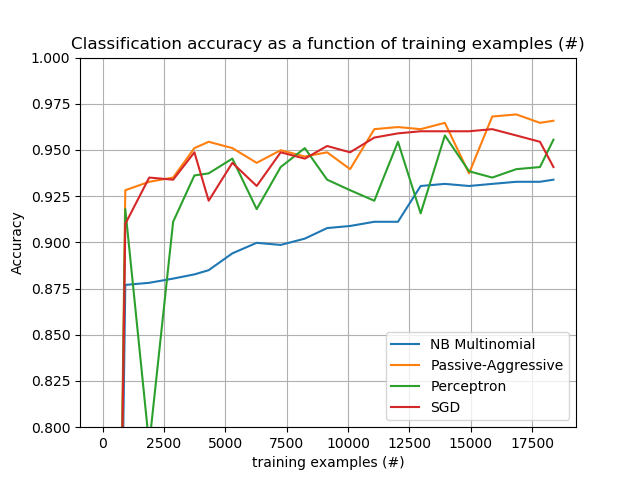 Classification accuracy as a function of training examples (#)
1.000
0.975
0.950
0.925
0.900
0.875
0.850
0.825
0.800
Accuracy
NB Multinomial
Passive-Aggressive
Perceptron
SGD
0 2500 5000 7500 10000 12500 15000 17500
training examples (#)